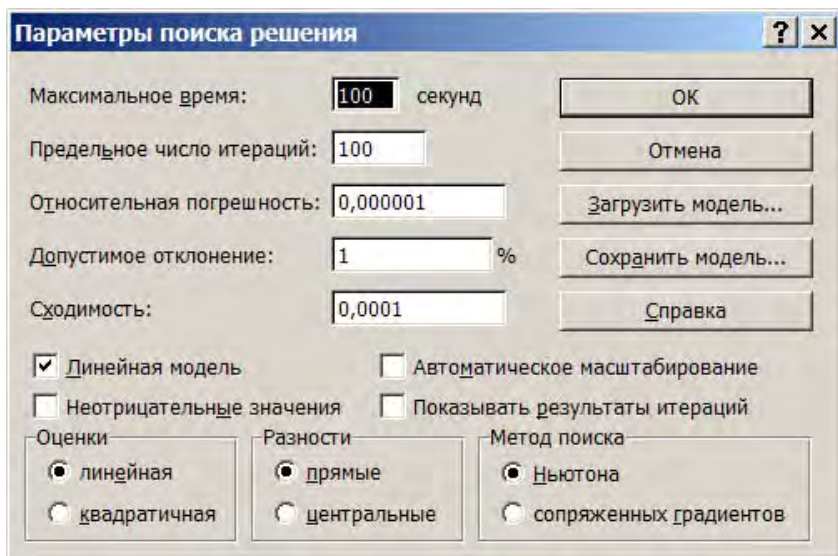 Параметры поиска решения
Максимальное время: 100 секунд ОК
Предельное число итераций: 100 Отмена
Относительная погрешность: 0,000001 Загрузить модель...
Допустимое отклонение: 1 % Сохранить модель...
Сходимость: 0,0001 Справка
Линейная модель Автоматическое масштабирование
Неотрицательные значения Показывать результаты итераций
Оценки Разности Метод поиска
линейная прямые Ньютона
квадратичная центральные сопряженных градиентов